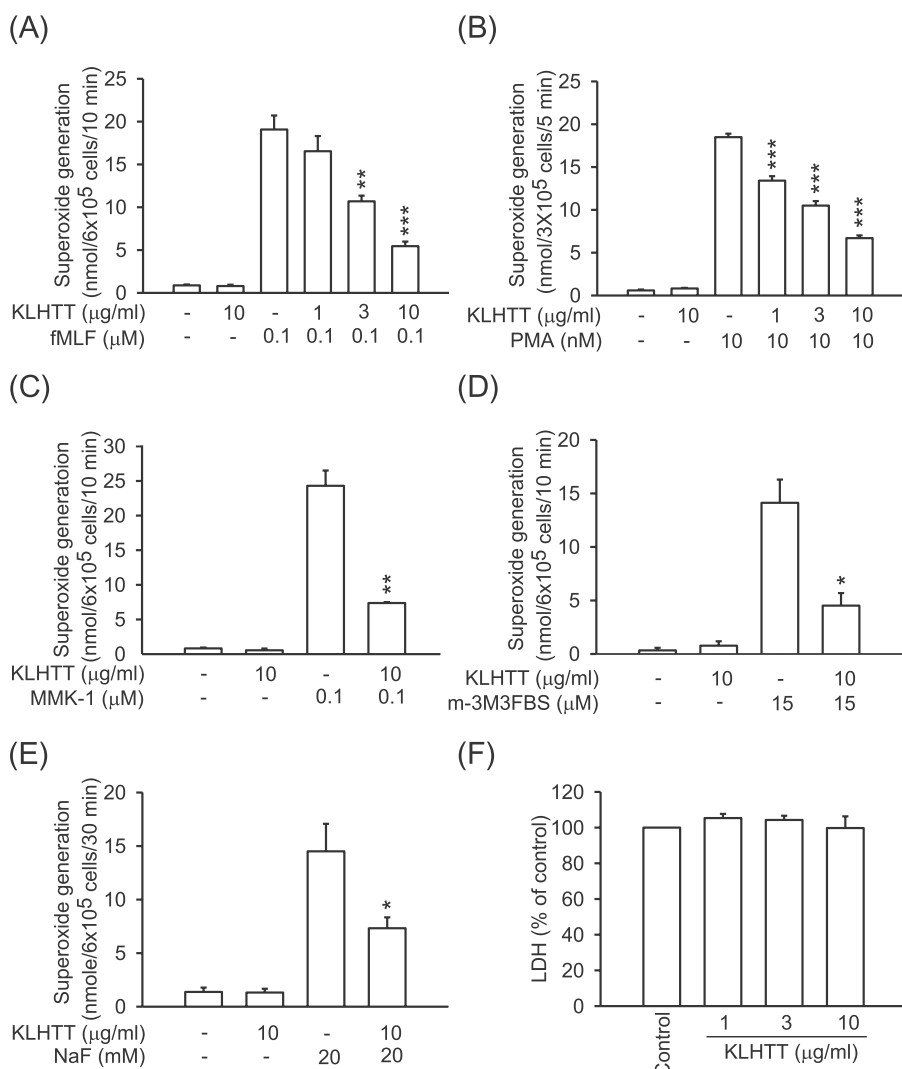 (A)
Superoxide generation
(nmol/6x10⁵ cells/10 min)
25
20
15
10
5
0
**
***
KLHTT (μg/ml) - 10 - 1 3 10
fMLF (μM) - - 0.1 0.1 0.1 0.1
(B)
Superoxide generation
(nmol/3X10⁵ cells/5 min)
25
20
15
10
5
0
***
***
***
KLHTT (μg/ml) - 10 - 1 3 10
PMA (nM) - - 10 10 10 10
(C)
Superoxide generatoion
(nmol/6x10⁵ cells/10 min)
30
25
20
15
10
5
0
**
KLHTT (μg/ml) - 10 - 10
MMK-1 (μM) - - 0.1 0.1
(D)
Superoxide generation
(nmol/6x10⁵ cells/10 min)
20
15
10
5
0
*
KLHTT (μg/ml) - 10 - 10
m-3M3FBS (μM) - - 15 15
(E)
Superoxide generation
(nmole/6x10⁵ cells/30 min)
20
15
10
5
0
*
KLHTT (μg/ml) - 10 - 10
NaF (mM) - - 20 20
(F)
LDH (% of control)
120
100
80
60
40
20
0
Control
1 3 10
KLHTT (μg/ml)